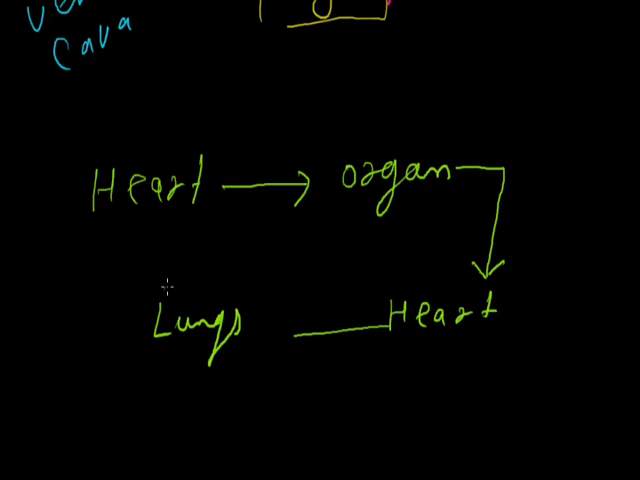 Cava
Heart → organ
Lungs — Heart